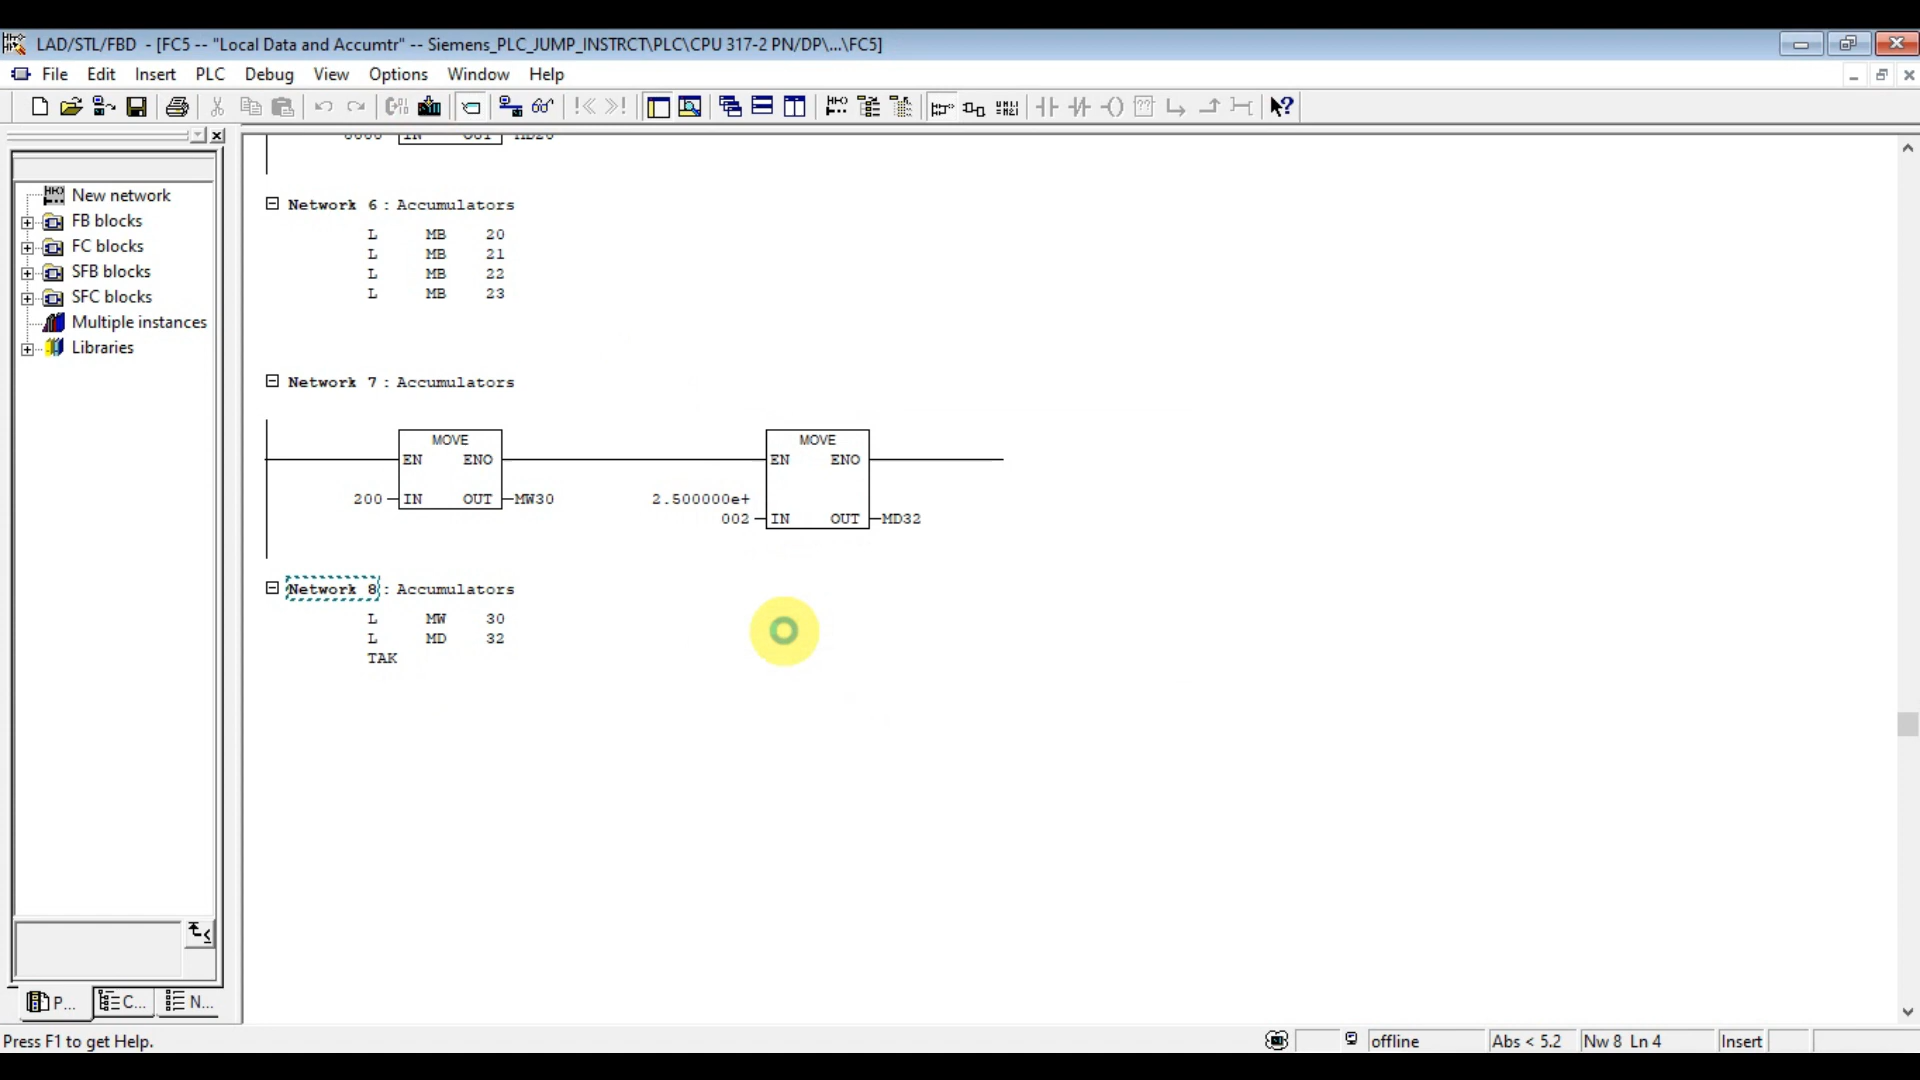 LAD/STL/FBD - [FC5 -- "Local Data and Accumtr" -- Siemens_PLC_JUMP_INSTRCT\PLC\CPU 317-2 PN/DP\...\FC5]
File Edit Insert PLC Debug View Options Window Help
New network
FB blocks
FC blocks
SFB blocks
SFC blocks
Multiple instances
Libraries
P... C... N...
0000 IN OUT MD20
Network 6 : Accumulators
L MB 20
L MB 21
L MB 22
L MB 23
Network 7 : Accumulators
MOVE MOVE
EN ENO EN ENO
200 IN OUT MW30 2.500000e+
002 IN OUT MD32
Network 8 : Accumulators
L MW 30
L MD 32
TAK
Press F1 to get Help. offline Abs < 5.2 Nw 8 Ln 4 Insert